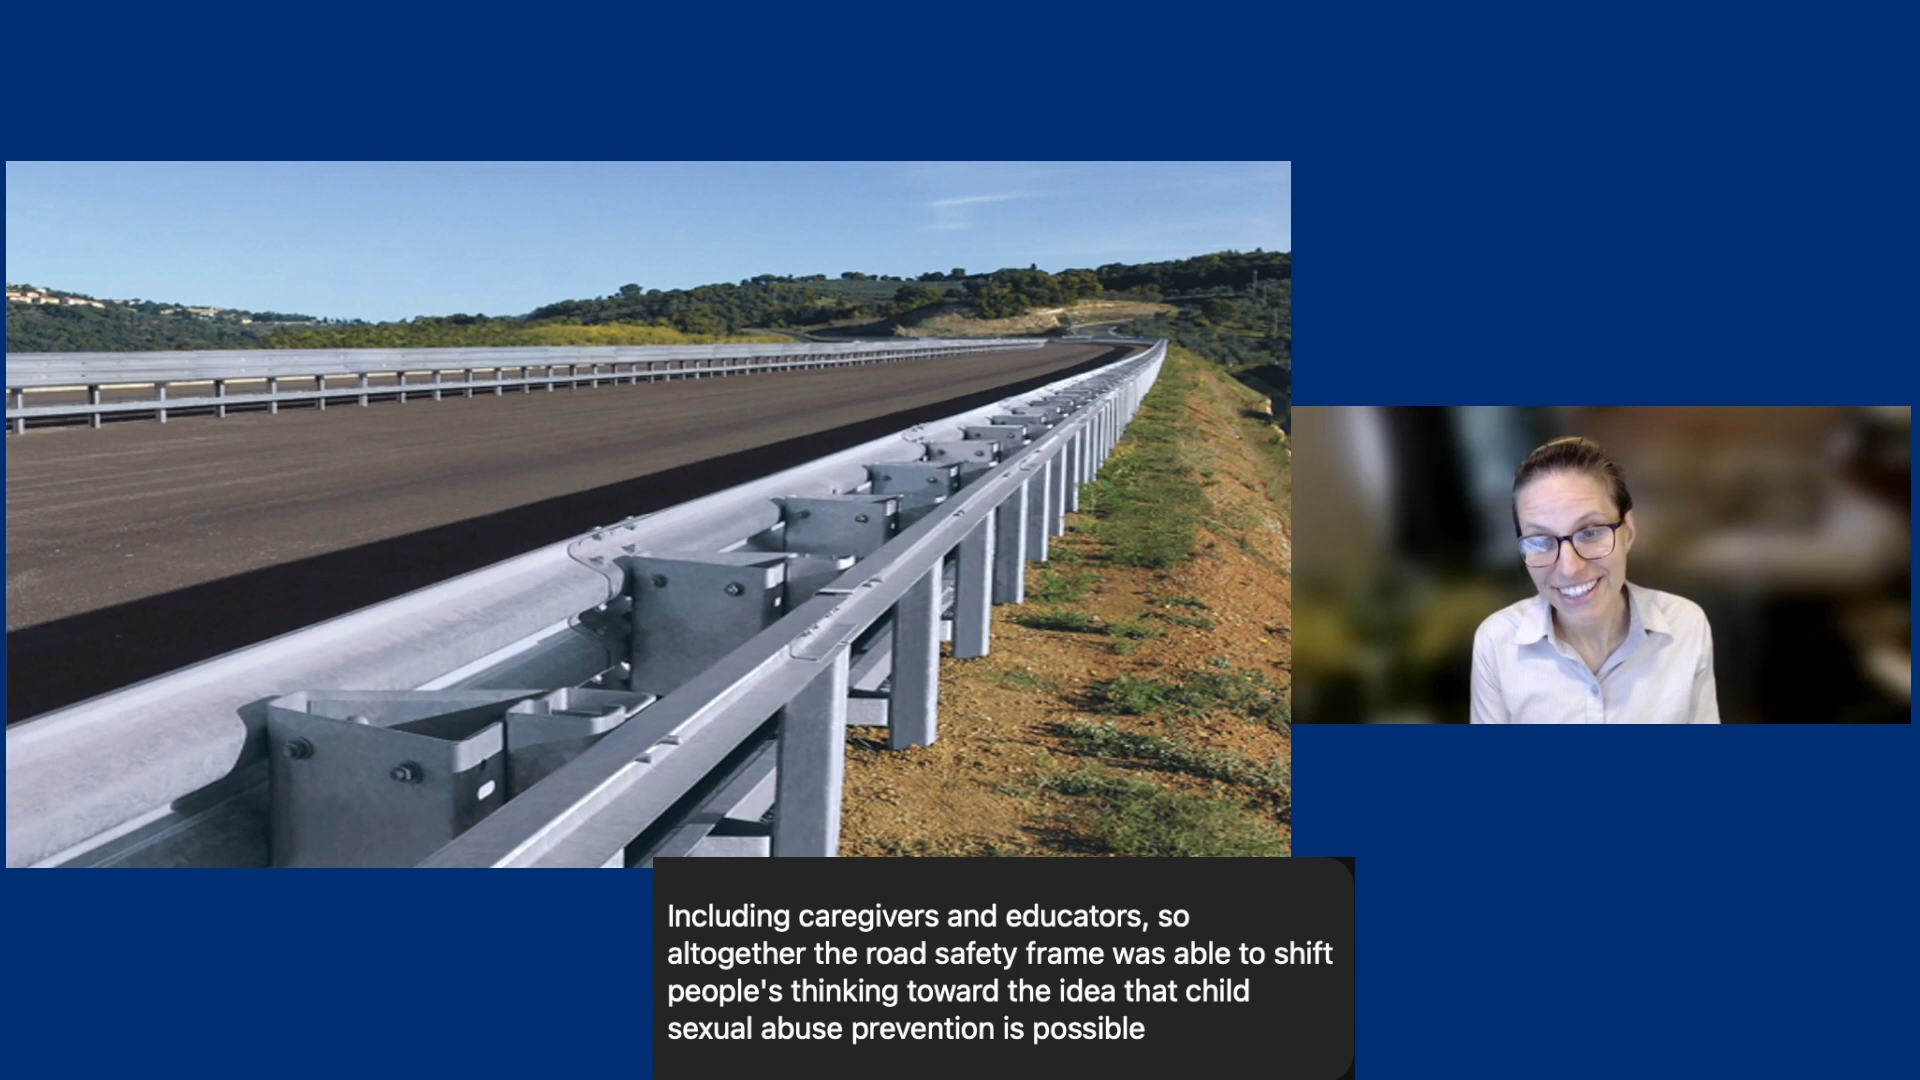 Including caregivers and educators, so
altogether the road safety frame was able to shift
people's thinking toward the idea that child
sexual abuse prevention is possible